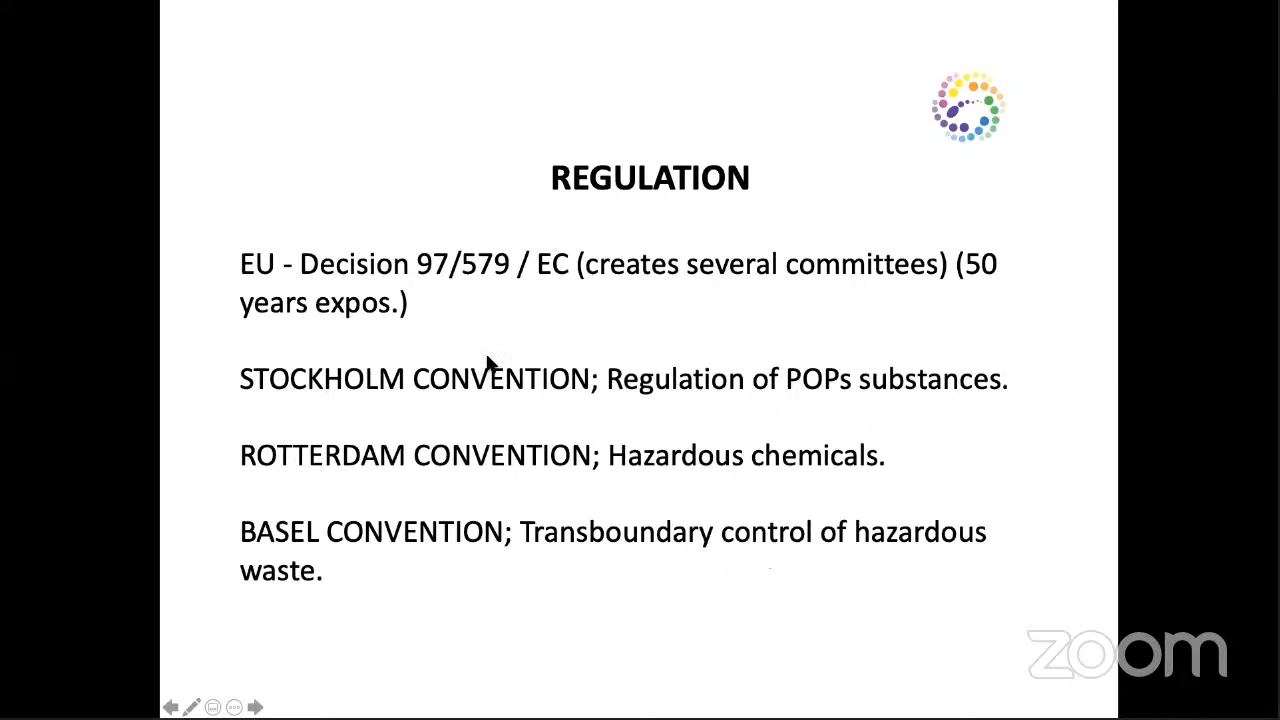 REGULATION
EU - Decision 97/579 / EC (creates several committees) (50
years expos.)
STOCKHOLM CONVENTION; Regulation of POPs substances.
ROTTERDAM CONVENTION; Hazardous chemicals.
BASEL CONVENTION; Transboundary control of hazardous
waste.
zoom